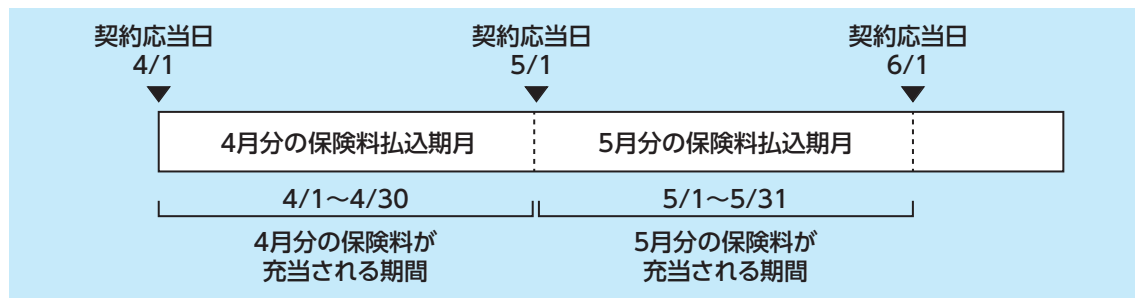 契約応当日 契約応当日 契約応当日
4/1 5/1 6/1
4月分の保険料払込期月 5月分の保険料払込期月
4/1～4/30 5/1～5/31
4月分の保険料が 5月分の保険料が
充当される期間 充当される期間